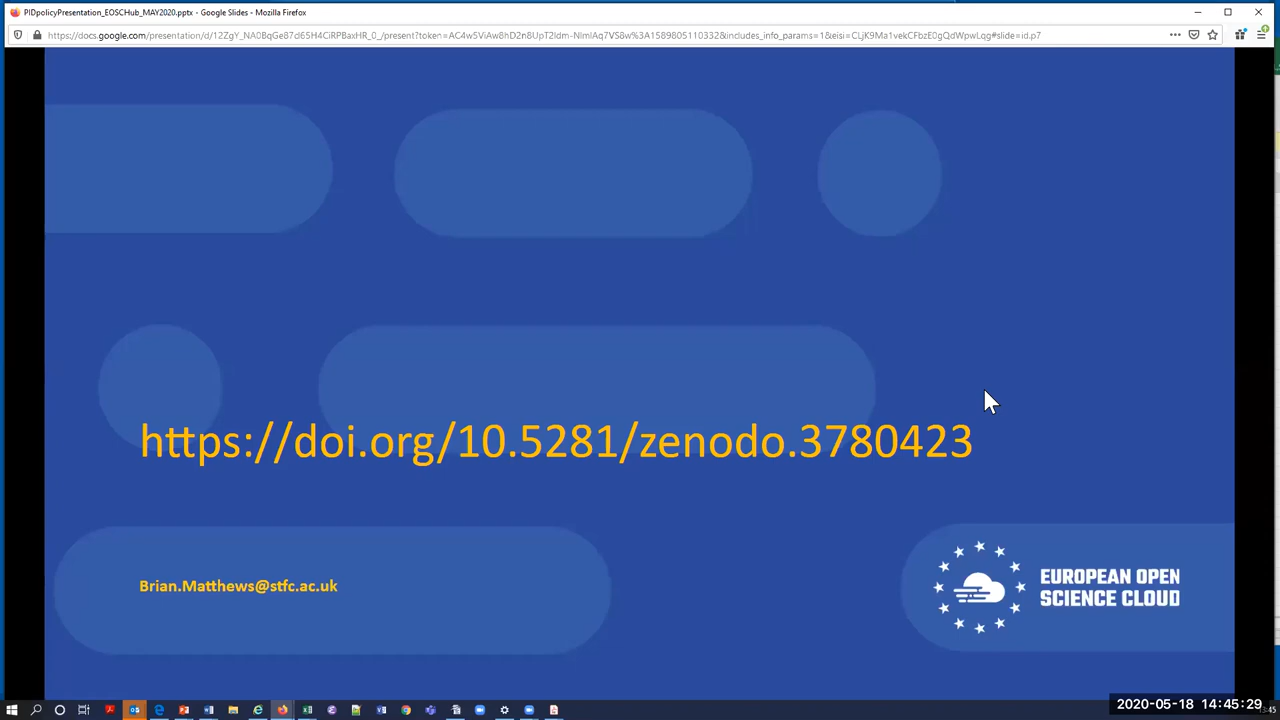 PIDpolicyPresentation_EOSCHub_MAY2020.pptx - Google Slides - Mozilla Firefox
https://doi.org/10.5281/zenodo.3780423
Brian.Matthews@stfc.ac.uk
EUROPEAN OPEN
SCIENCE CLOUD
2020-05-18 14:45:29